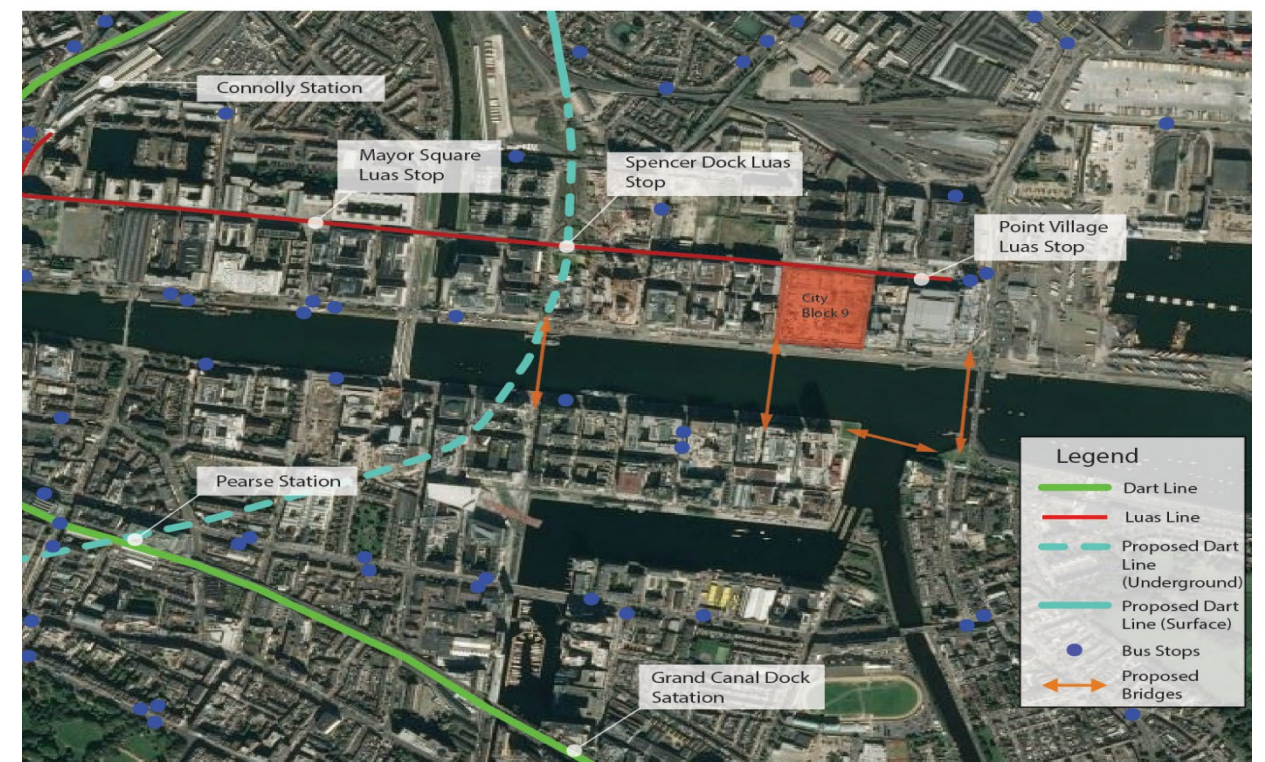 Connolly Station
Mayor Square
Luas Stop
Spencer Dock Luas
Stop
Point Village
Luas Stop
City
Block 9
Pearse Station
Grand Canal Dock
Satation
Legend
Dart Line
Luas Line
Proposed Dart
Line
(Underground)
Proposed Dart
Line (Surface)
Bus Stops
Proposed
Bridges